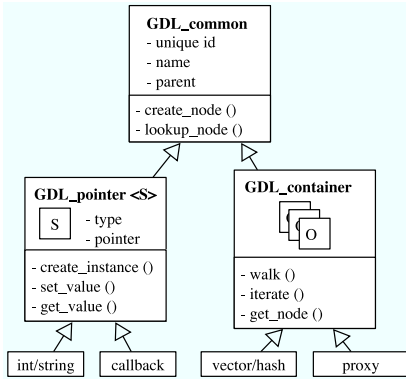 GDL_common
- unique id
- name
- parent
- create_node ()
- lookup_node ()
GDL_pointer <S>
S
- type
- pointer
- create_instance ()
- set_value ()
- get_value ()
GDL_container
O
- walk ()
- iterate ()
- get_node ()
int/string
callback
vector/hash
proxy